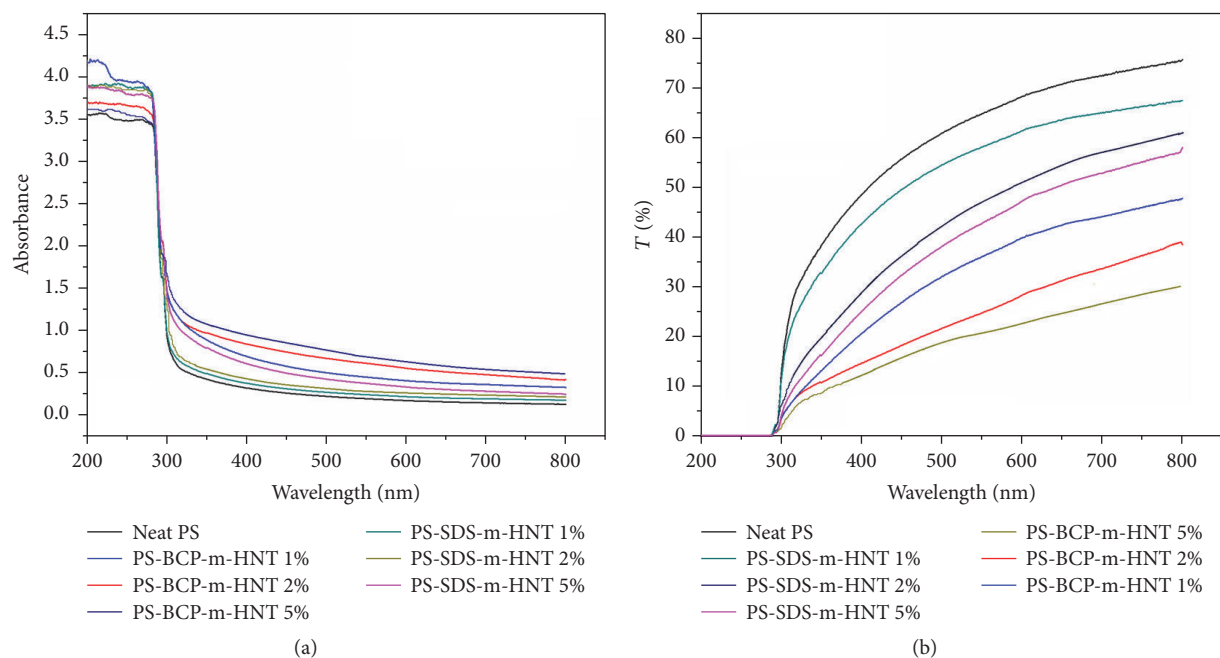 4.5
4.0
3.5
3.0
2.5
2.0
1.5
1.0
0.5
0.0
Absorbance
200 300 400 500 600 700 800
Wavelength (nm)
Neat PS
PS-BCP-m-HNT 1%
PS-BCP-m-HNT 2%
PS-BCP-m-HNT 5%
PS-SDS-m-HNT 1%
PS-SDS-m-HNT 2%
PS-SDS-m-HNT 5%
(a)
80
70
60
50
40
30
20
10
0
T (%)
200 300 400 500 600 700 800
Wavelength (nm)
Neat PS
PS-SDS-m-HNT 1%
PS-SDS-m-HNT 2%
PS-SDS-m-HNT 5%
PS-BCP-m-HNT 5%
PS-BCP-m-HNT 2%
PS-BCP-m-HNT 1%
(b)